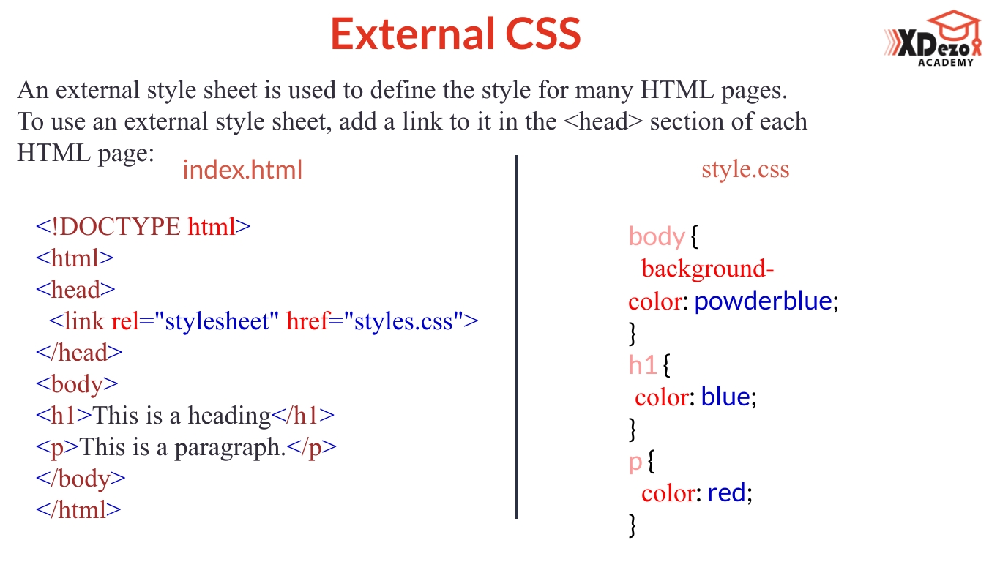 External CSS
XDezo
ACADEMY
An external style sheet is used to define the style for many HTML pages.
To use an external style sheet, add a link to it in the <head> section of each
HTML page:
index.html
<!DOCTYPE html>
<html>
<head>
  <link rel="stylesheet" href="styles.css">
</head>
<body>
<h1>This is a heading</h1>
<p>This is a paragraph.</p>
</body>
</html>
style.css
body {
  background-
color: powderblue;
}
h1 {
 color: blue;
}
p {
  color: red;
}